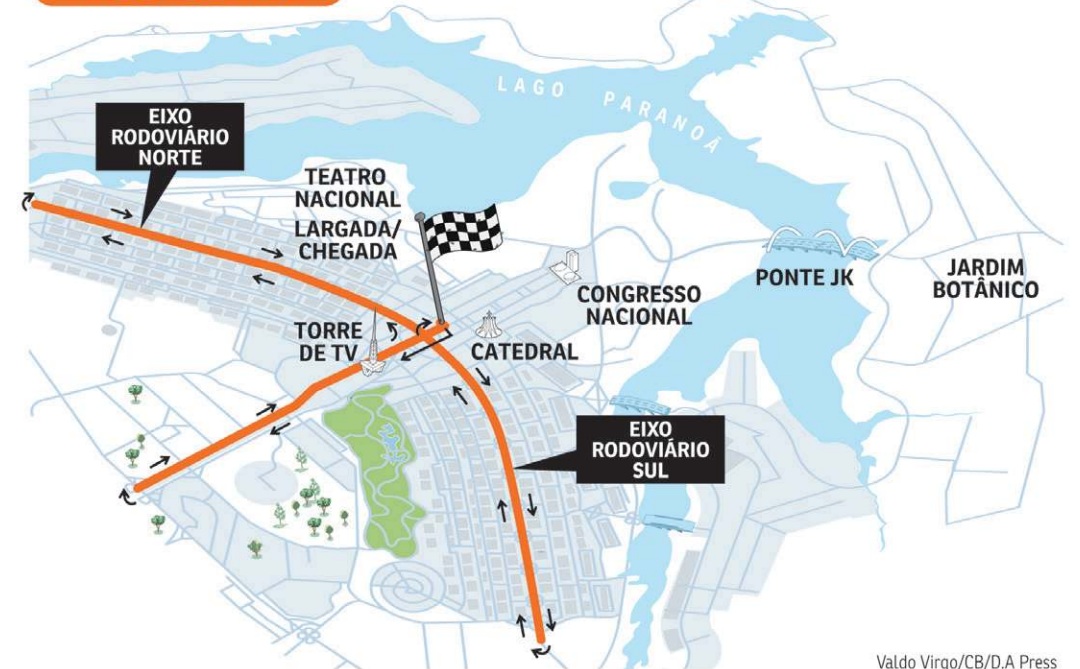 LAGO PARANOÁ
EIXO
RODOVIÁRIO
NORTE
TEATRO
NACIONAL
LARGADA/
CHEGADA
CONGRESSO
NACIONAL
PONTE JK
JARDIM
BOTÂNICO
TORRE
DE TV
CATEDRAL
EIXO
RODOVIÁRIO
SUL
Valdo Virgo/CB/D.A Press